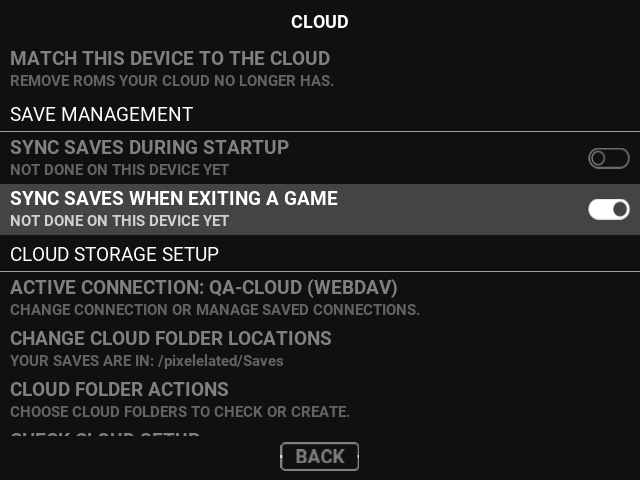 CLOUD
MATCH THIS DEVICE TO THE CLOUD
REMOVE ROMS YOUR CLOUD NO LONGER HAS.
SAVE MANAGEMENT
SYNC SAVES DURING STARTUP
NOT DONE ON THIS DEVICE YET
SYNC SAVES WHEN EXITING A GAME
NOT DONE ON THIS DEVICE YET
CLOUD STORAGE SETUP
ACTIVE CONNECTION: QA-CLOUD (WEBDAV)
CHANGE CONNECTION OR MANAGE SAVED CONNECTIONS.
CHANGE CLOUD FOLDER LOCATIONS
YOUR SAVES ARE IN: /pixelelated/Saves
CLOUD FOLDER ACTIONS
CHOOSE CLOUD FOLDERS TO CHECK OR CREATE.
BACK